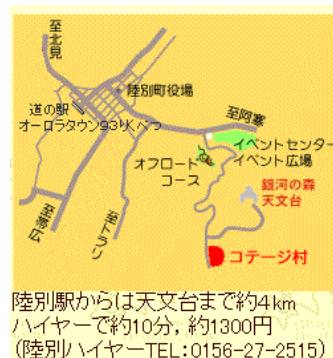 至北見
陸別町役場
道の駅
オーロラタウン93りくべつ
至阿寒
イベントセンター
イベント広場
オフロード
コース
銀河の森
天文台
至帯広
至トラリ
コテージ村
陸別駅からは天文台まで約4km
ハイヤーで約10分，約1300円
(陸別ハイヤーTEL:0156-27-2515)